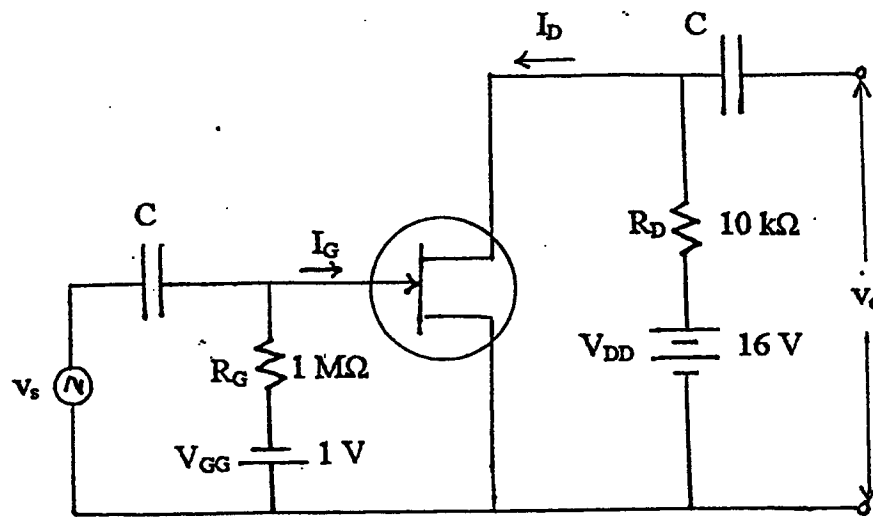 I_D
C
C
I_G
R_D 10 kΩ
R_G 1 MΩ
V_DD 16 V
v_s
V_GG 1 V